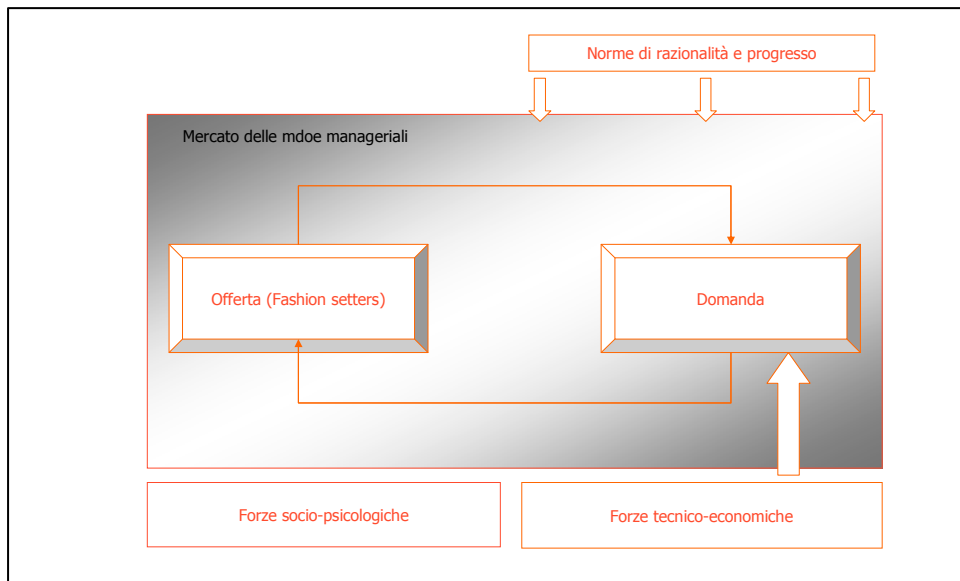 Norme di razionalità e progresso
Mercato delle mdoe manageriali
Offerta (Fashion setters)
Domanda
Forze socio-psicologiche
Forze tecnico-economiche